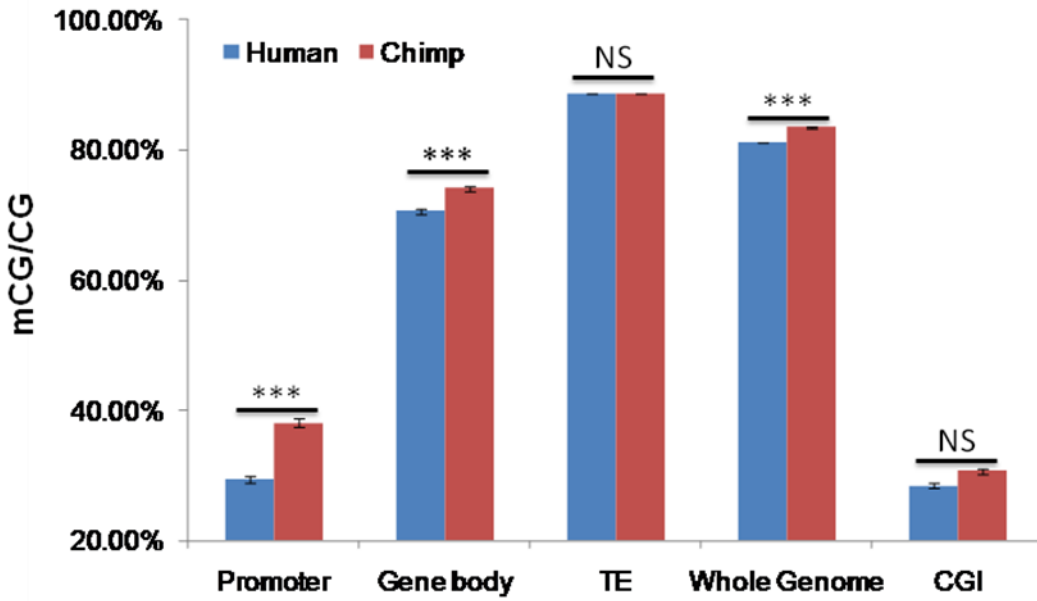 100.00%
Human Chimp
NS
***
80.00%
***
mCG/CG
60.00%
40.00%
***
NS
20.00%
Promoter Gene body TE Whole Genome CGI